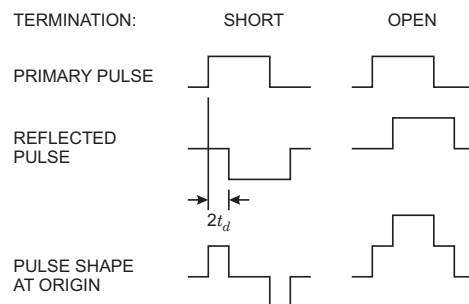 TERMINATION: SHORT OPEN
PRIMARY PULSE
REFLECTED
PULSE
2t_d
PULSE SHAPE
AT ORIGIN